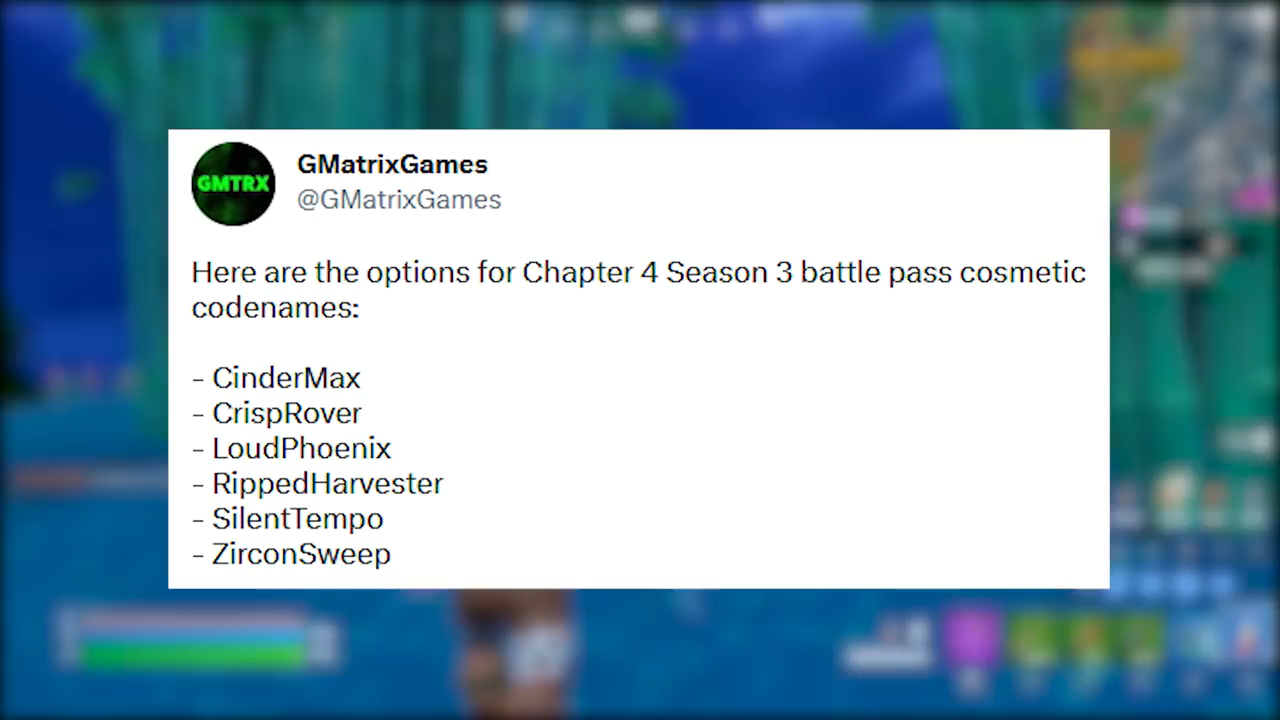 GMTRX
GMatrixGames
@GMatrixGames
Here are the options for Chapter 4 Season 3 battle pass cosmetic
codenames:
- CinderMax
- CrispRover
- LoudPhoenix
- RippedHarvester
- SilentTempo
- ZirconSweep